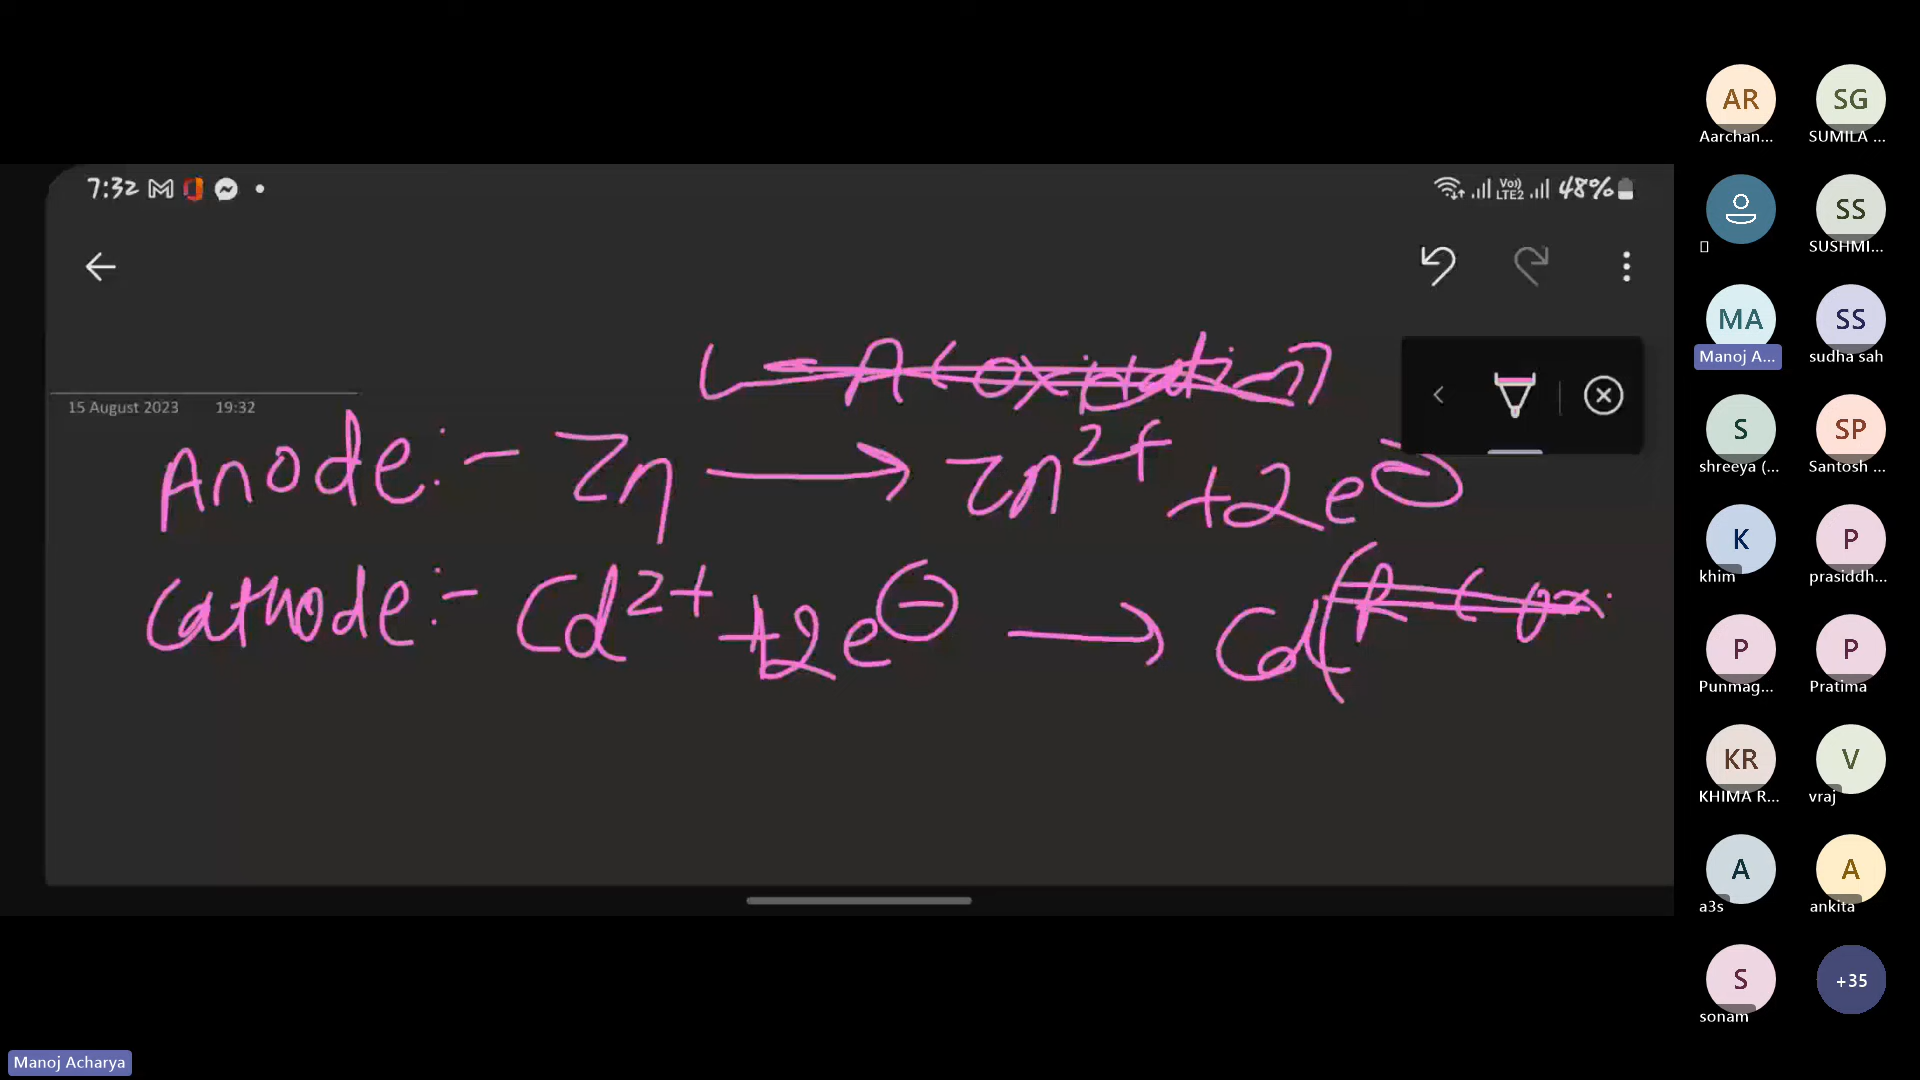 AR
SG
Aarchan...
SUMILA ...
7:32
Vo))
LTE2
48%
SS
SUSHMI...
MA
SS
Manoj A...
sudha sah
15 August 2023 19:32
Anode:- Zn → Zn²⁺ + 2e⊖
Cathode:- Cd²⁺ + 2e⊖ → Cd
S
SP
shreeya (...
Santosh ...
K
P
khim
prasiddh...
P
P
Punmag...
Pratima
KR
V
KHIMA R...
vraj
A
A
a3s
ankita
S
+35
sonam
Manoj Acharya